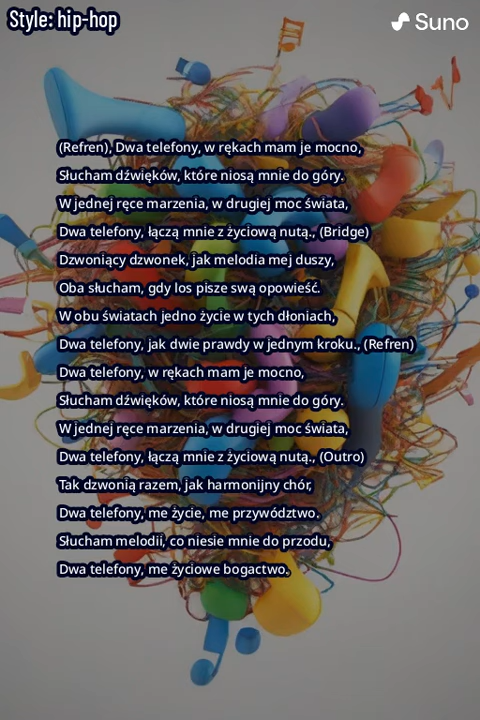 Style: hip-hop
Suno
(Refren), Dwa telefony, w rękach mam je mocno,
Słucham dźwięków, które niosą mnie do góry.
W jednej ręce marzenia, w drugiej moc świata,
Dwa telefony, łączą mnie z życiową nutą., (Bridge)
Dzwoniący dzwonek, jak melodia mej duszy,
Oba słucham, gdy los pisze swą opowieść.
W obu światach jedno życie w tych dłoniach,
Dwa telefony, jak dwie prawdy w jednym kroku., (Refren)
Dwa telefony, w rękach mam je mocno,
Słucham dźwięków, które niosą mnie do góry.
W jednej ręce marzenia, w drugiej moc świata,
Dwa telefony, łączą mnie z życiową nutą., (Outro)
Tak dzwonią razem, jak harmonijny chór,
Dwa telefony, me życie, me przywództwo.
Słucham melodii, co niesie mnie do przodu,
Dwa telefony, me życiowe bogactwo.